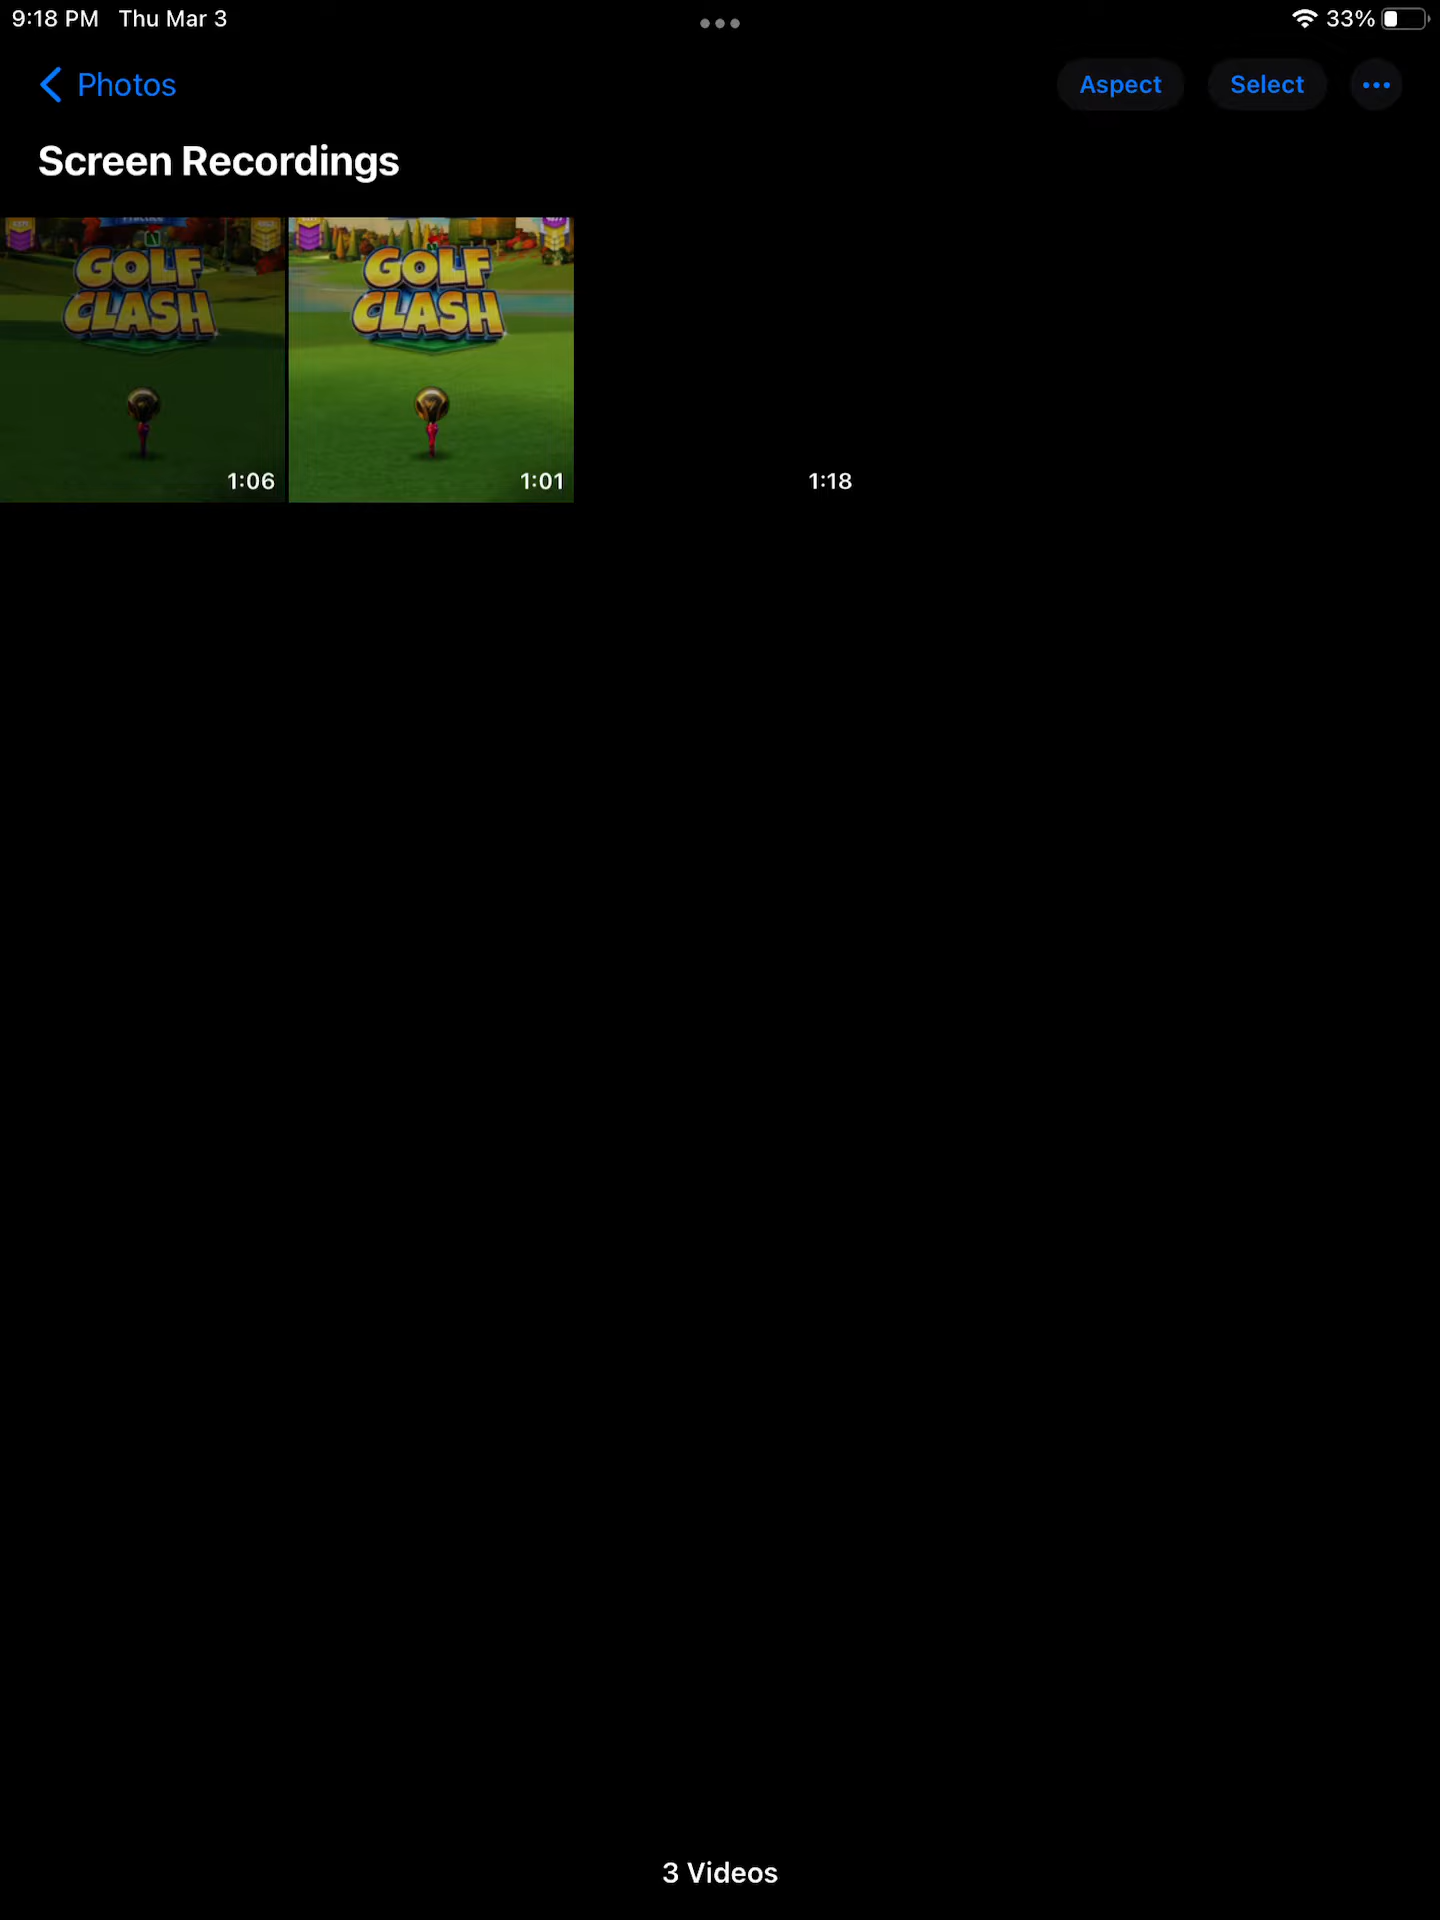 9:18 PM Thu Mar 3
33%
Photos
Aspect
Select
Screen Recordings
Practice
GOLF
CLASH
1:06
GOLF
CLASH
1:01
1:18
3 Videos